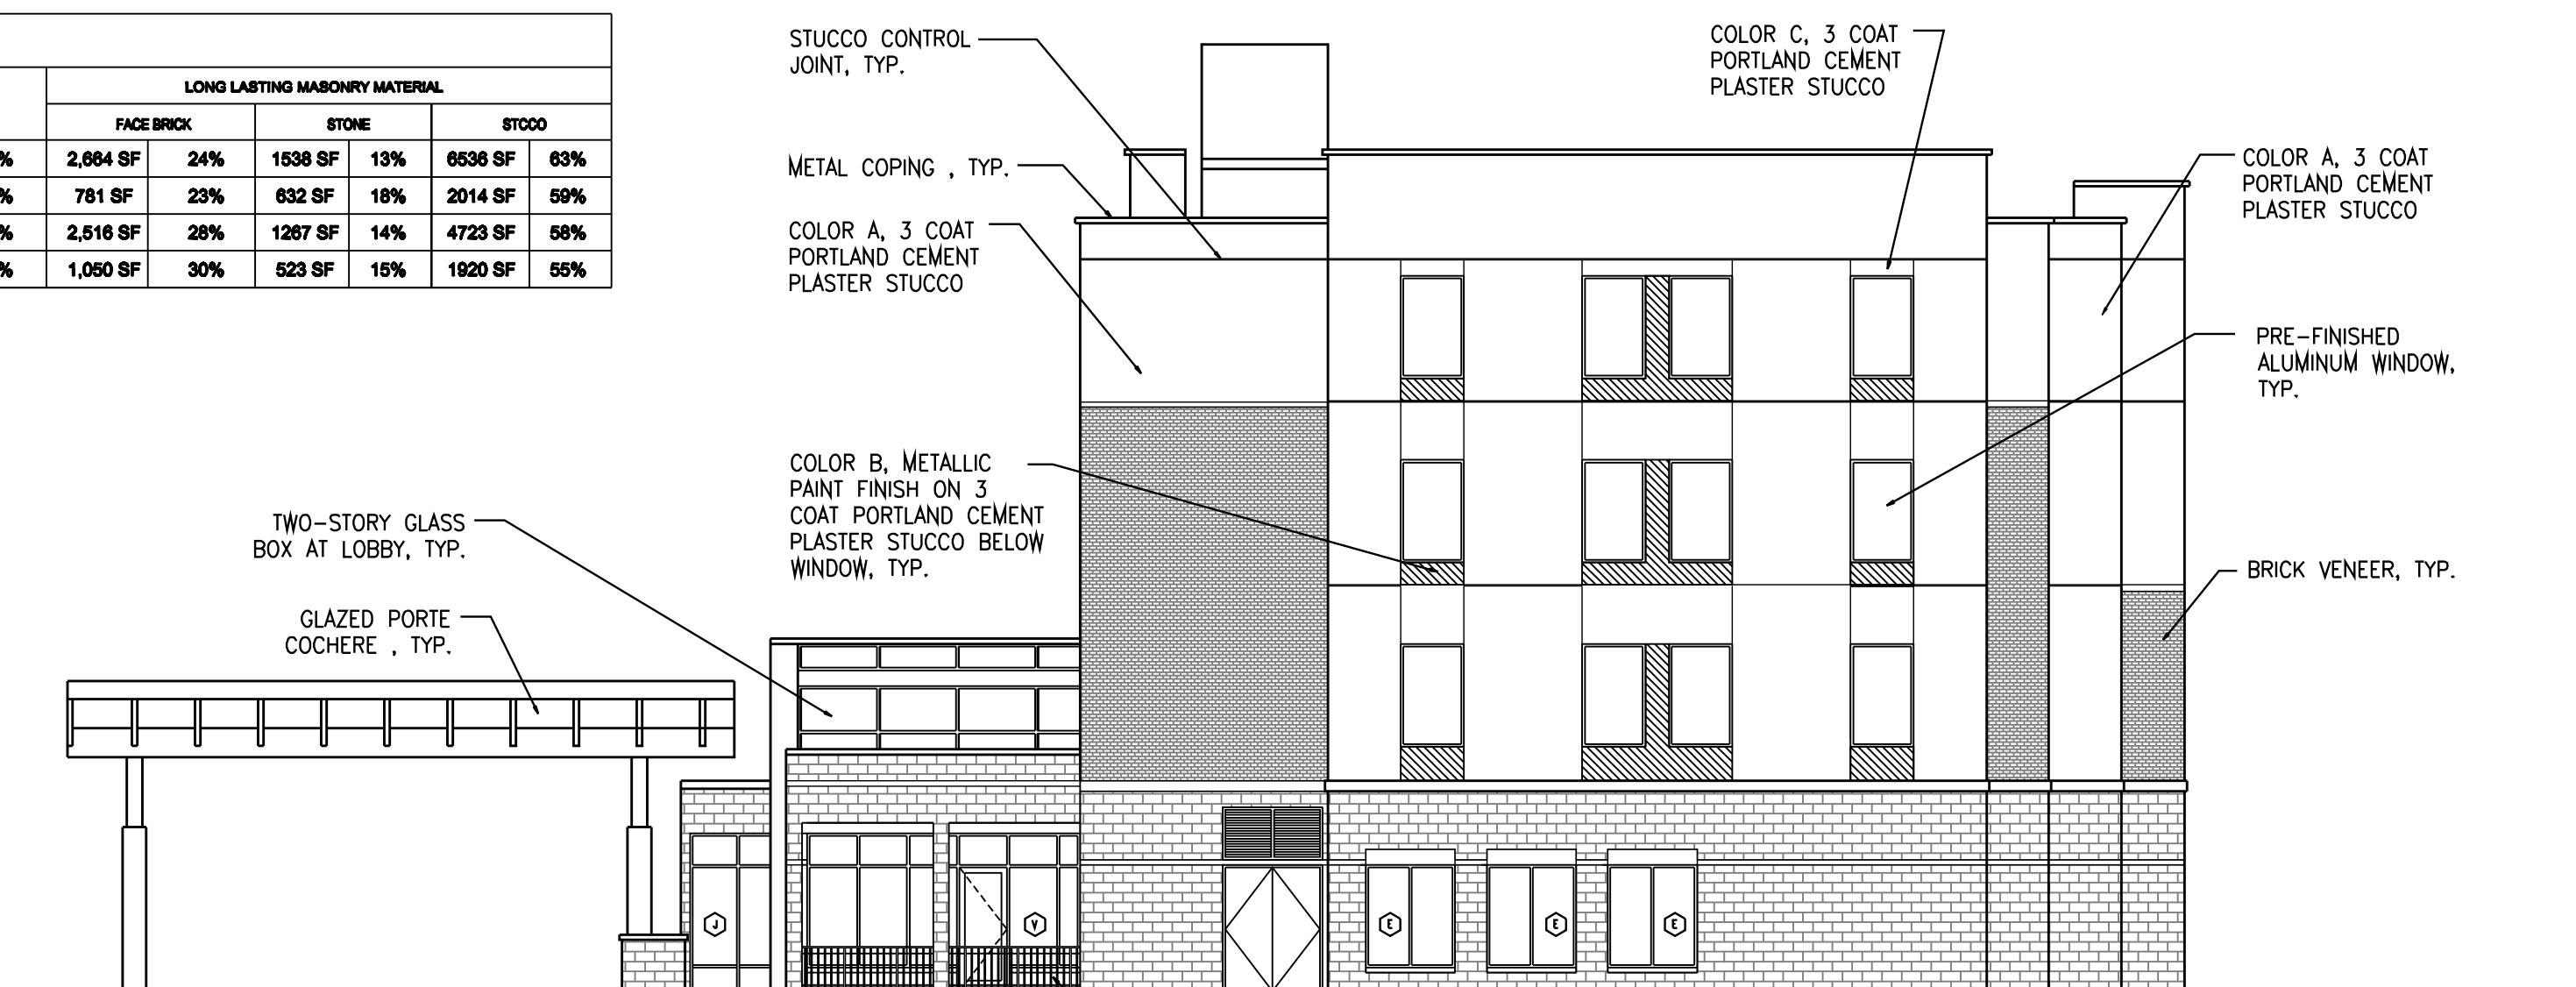 LONG LASTING MASONRY MATERIAL
FACE BRICK STONE STCCO
% 2,664 SF 24% 1538 SF 13% 6536 SF 63%
% 781 SF 23% 632 SF 18% 2014 SF 59%
% 2,516 SF 28% 1267 SF 14% 4723 SF 58%
% 1,050 SF 30% 523 SF 15% 1920 SF 55%
STUCCO CONTROL
JOINT, TYP.
METAL COPING , TYP.
COLOR A, 3 COAT
PORTLAND CEMENT
PLASTER STUCCO
COLOR B, METALLIC
PAINT FINISH ON 3
COAT PORTLAND CEMENT
PLASTER STUCCO BELOW
WINDOW, TYP.
TWO-STORY GLASS
BOX AT LOBBY, TYP.
GLAZED PORTE
COCHERE , TYP.
COLOR C, 3 COAT
PORTLAND CEMENT
PLASTER STUCCO
COLOR A, 3 COAT
PORTLAND CEMENT
PLASTER STUCCO
PRE-FINISHED
ALUMINUM WINDOW,
TYP.
BRICK VENEER, TYP.
J V E E E